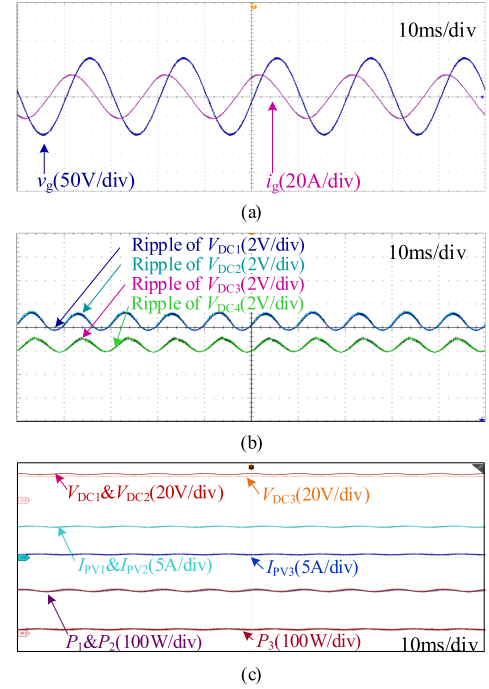 10ms/div
vg(50V/div)
ig(20A/div)
(a)
Ripple of VDC1(2V/div)
10ms/div
Ripple of VDC2(2V/div)
Ripple of VDC3(2V/div)
Ripple of VDC4(2V/div)
(b)
VDC1&VDC2(20V/div)
VDC3(20V/div)
IPV1&IPV2(5A/div)
IPV3(5A/div)
P1&P2(100W/div)
P3(100W/div)
10ms/div
(c)